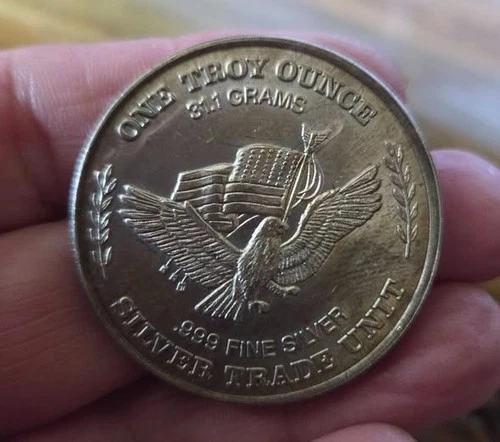 ONE TROY OUNCE
31.1 GRAMS
.999 FINE SILVER
SILVER TRADE UNIT